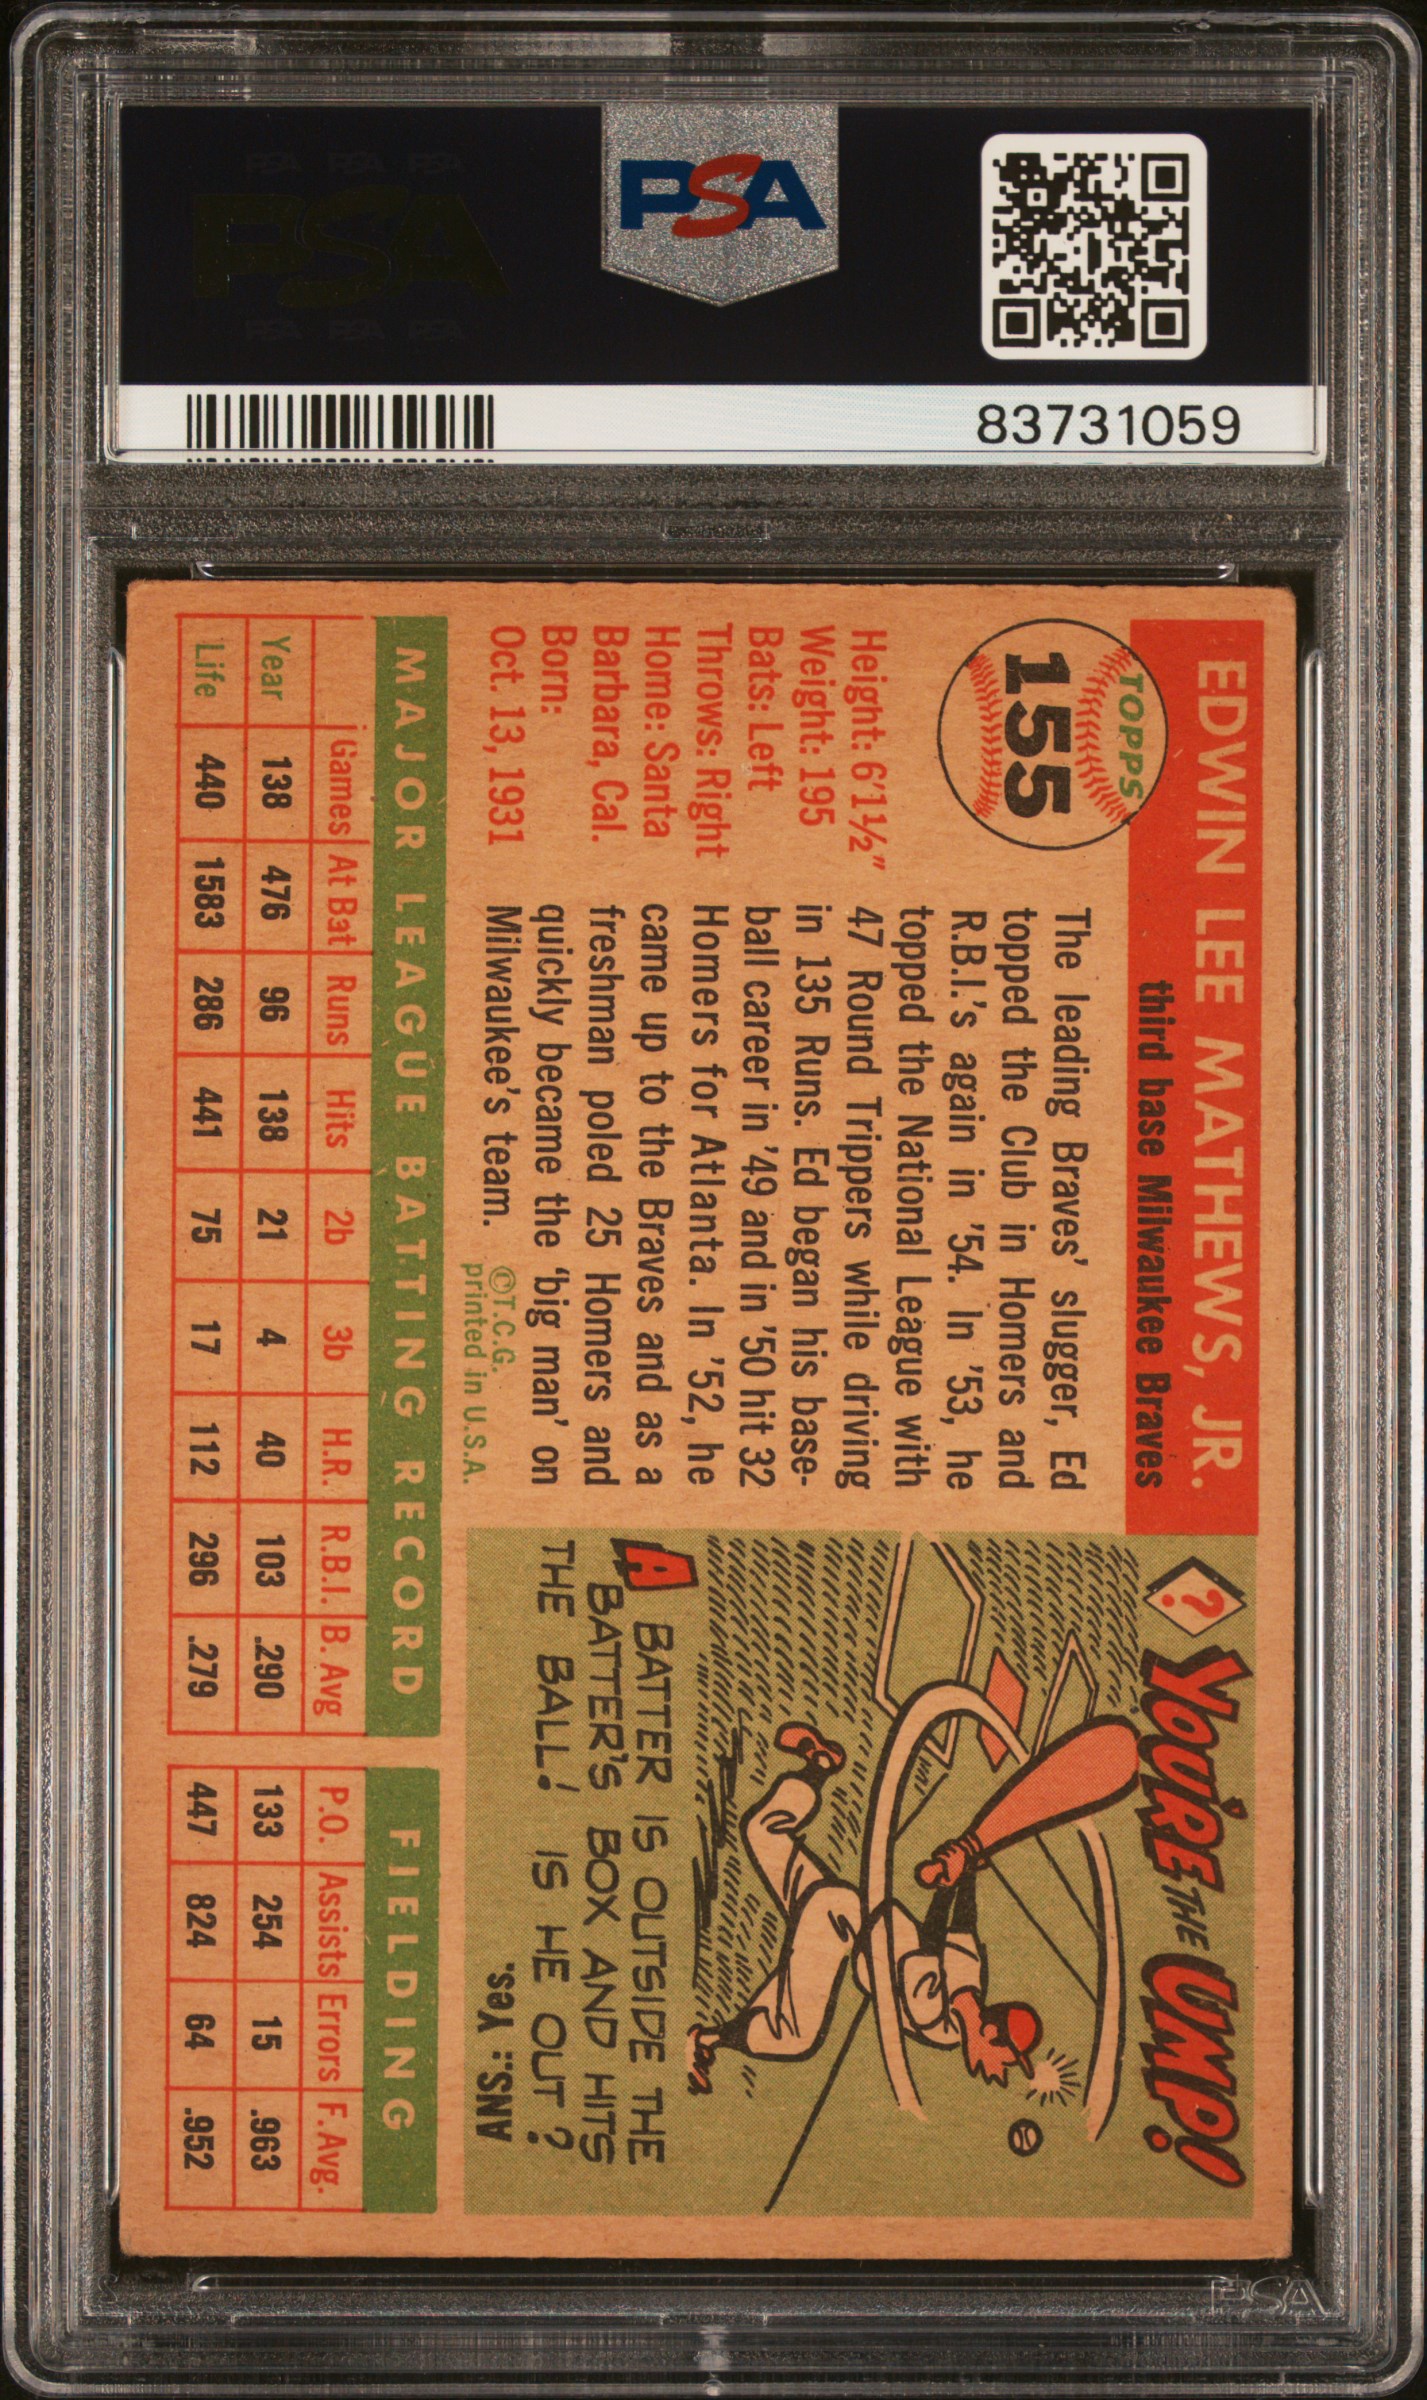 PSA PSA PSA
PSA
PSA PSA PSA
PSA
83731059
EDWIN LEE MATHEWS, JR.
third base Milwaukee Braves
TOPPS
155
Height: 6'1½"
Weight: 195
Bats: Left
Throws: Right
Home: Santa
Barbara, Cal.
Born:
Oct. 13, 1931
The leading Braves' slugger, Ed
topped the Club in Homers and
R.B.I.'s again in '54. In '53, he
topped the National League with
47 Round Trippers while driving
in 135 Runs. Ed began his base-
ball career in '49 and in '50 hit 32
Homers for Atlanta. In '52, he
came up to the Braves and as a
freshman poled 25 Homers and
quickly became the 'big man' on
Milwaukee's team.
©T.C.G.
printed in U.S.A.
? YOU'RE THE UMP!
A BATTER IS OUTSIDE THE
BATTER'S BOX AND HITS
THE BALL! IS HE OUT?
ANS.: Yes.
MAJOR LEAGUE BATTING RECORD
Games At Bat Runs Hits 2b 3b H.R. R.B.I. B. Avg
Year 138 476 96 138 21 4 40 103 .290
Life 440 1583 286 441 75 17 112 296 .279
FIELDING
P.O. Assists Errors F. Avg.
133 254 15 .963
447 824 64 .952
PSA